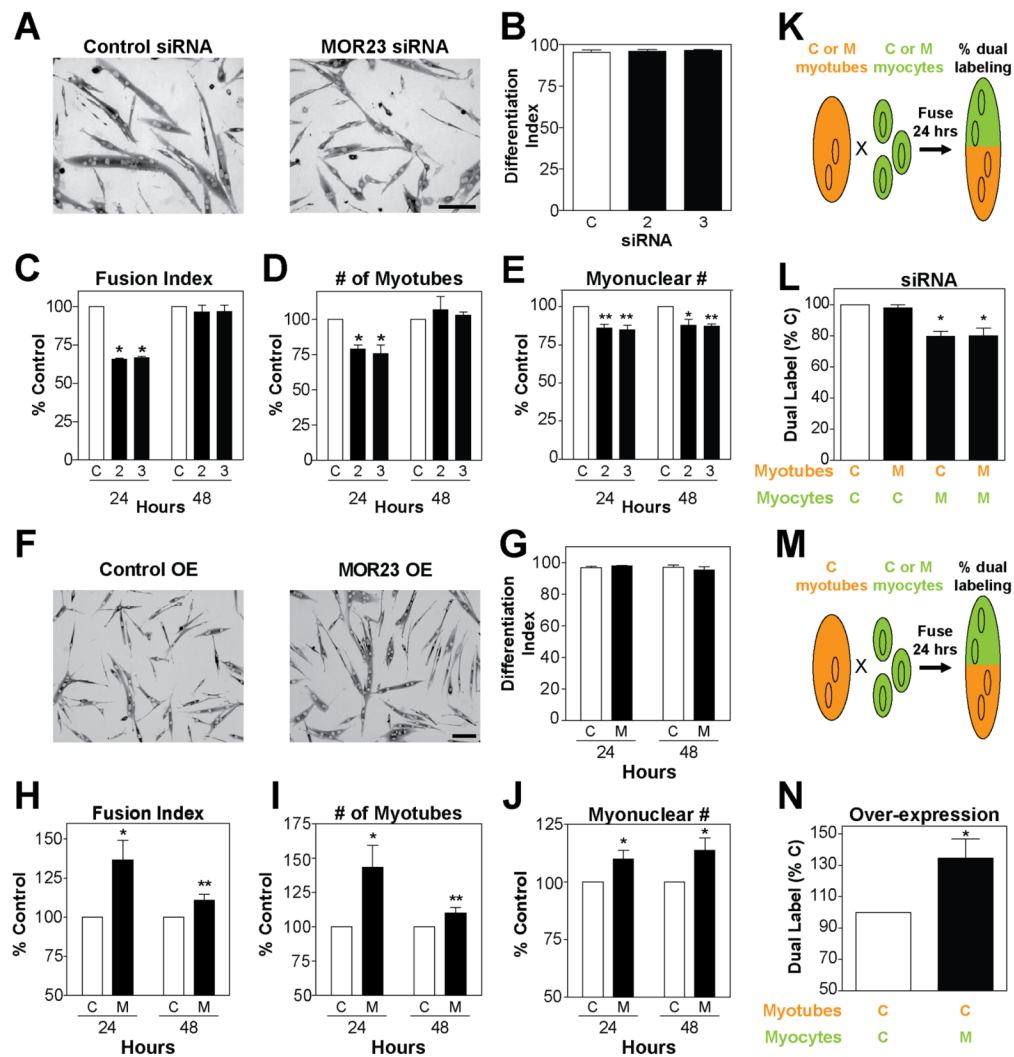 A
Control siRNA
MOR23 siRNA
B
Differentiation
Index
100
75
50
25
0
C 2 3
siRNA
K
C or M C or M % dual
myotubes myocytes labeling
Fuse
24 hrs
X
C
Fusion Index
% Control
100
75
50
25
0
* *
C 2 3 C 2 3
24 48
Hours
D
# of Myotubes
% Control
125
100
75
50
25
0
* *
C 2 3 C 2 3
24 48
Hours
E
Myonuclear #
% Control
100
75
50
25
0
** ** * **
C 2 3 C 2 3
24 48
Hours
L
siRNA
Dual Label (% C)
100
80
60
40
20
0
* *
Myotubes C M C M
Myocytes C C M M
F
Control OE
MOR23 OE
G
Differentiation
Index
100
80
60
40
20
0
C M C M
24 48
Hours
M
C C or M % dual
myotubes myocytes labeling
Fuse
24 hrs
X
H
Fusion Index
% Control
150
125
100
75
50
* **
C M C M
24 48
Hours
I
# of Myotubes
% Control
175
150
125
100
75
50
* **
C M C M
24 48
Hours
J
Myonuclear #
% Control
125
100
75
50
* *
C M C M
24 48
Hours
N
Over-expression
Dual Label (% C)
150
130
110
90
70
50
*
Myotubes C C
Myocytes C M